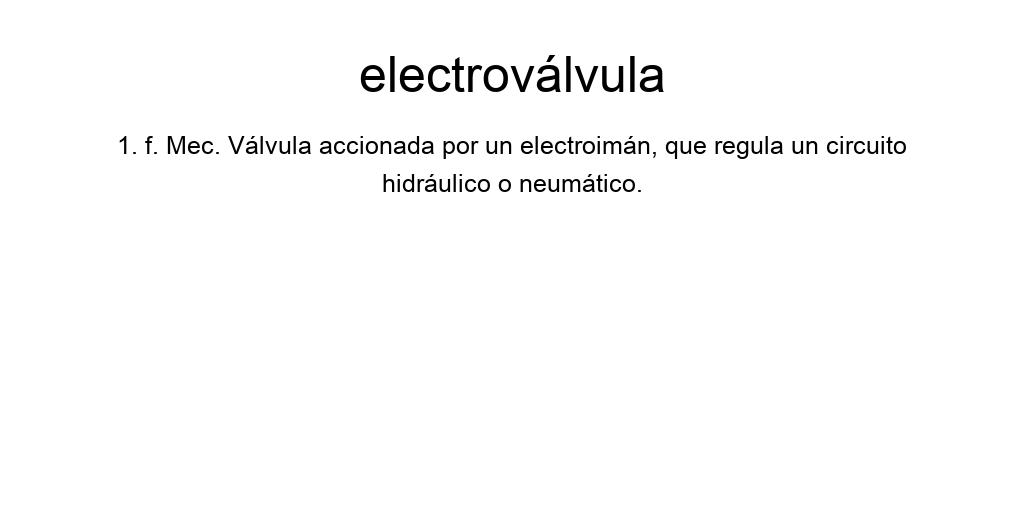 electroválvula
1. f. Mec. Válvula accionada por un electroimán, que regula un circuito
hidráulico o neumático.